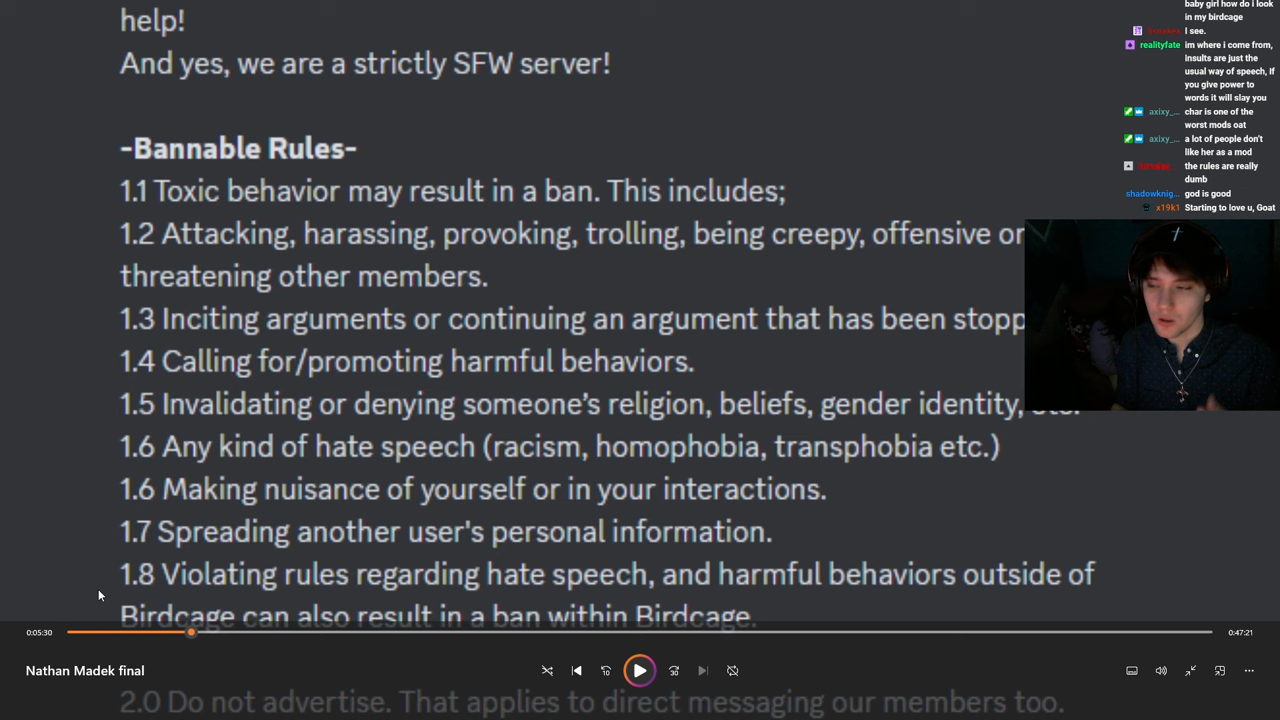 help!
And yes, we are a strictly SFW server!
-Bannable Rules-
1.1 Toxic behavior may result in a ban. This includes;
1.2 Attacking, harassing, provoking, trolling, being creepy, offensive or
threatening other members.
1.3 Inciting arguments or continuing an argument that has been stopp
1.4 Calling for/promoting harmful behaviors.
1.5 Invalidating or denying someone's religion, beliefs, gender identity, etc.
1.6 Any kind of hate speech (racism, homophobia, transphobia etc.)
1.6 Making nuisance of yourself or in your interactions.
1.7 Spreading another user's personal information.
1.8 Violating rules regarding hate speech, and harmful behaviors outside of
Birdcage can also result in a ban within Birdcage.
2.0 Do not advertise. That applies to direct messaging our members too.
baby girl how do i look
in my birdcage
I see.
realityfate im where i come from,
insults are just the
usual way of speech, if
you give power to
words it will slay you
axixy_... char is one of the
worst mods oat
axixy_... a lot of people don't
like her as a mod
the rules are really
dumb
shadowknig... god is good
x19k1 Starting to love u, Goat
0:05:30
0:47:21
Nathan Madek final
10
30